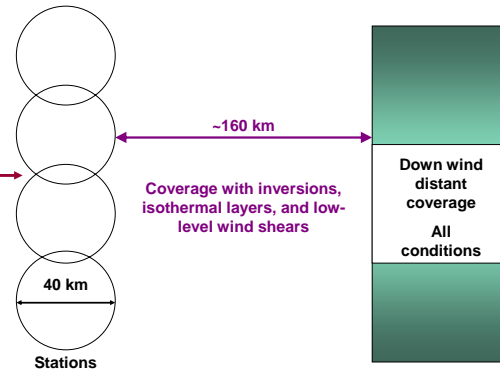 ~160 km
Coverage with inversions,
isothermal layers, and low-
level wind shears
Down wind
distant
coverage
All
conditions
40 km
Stations